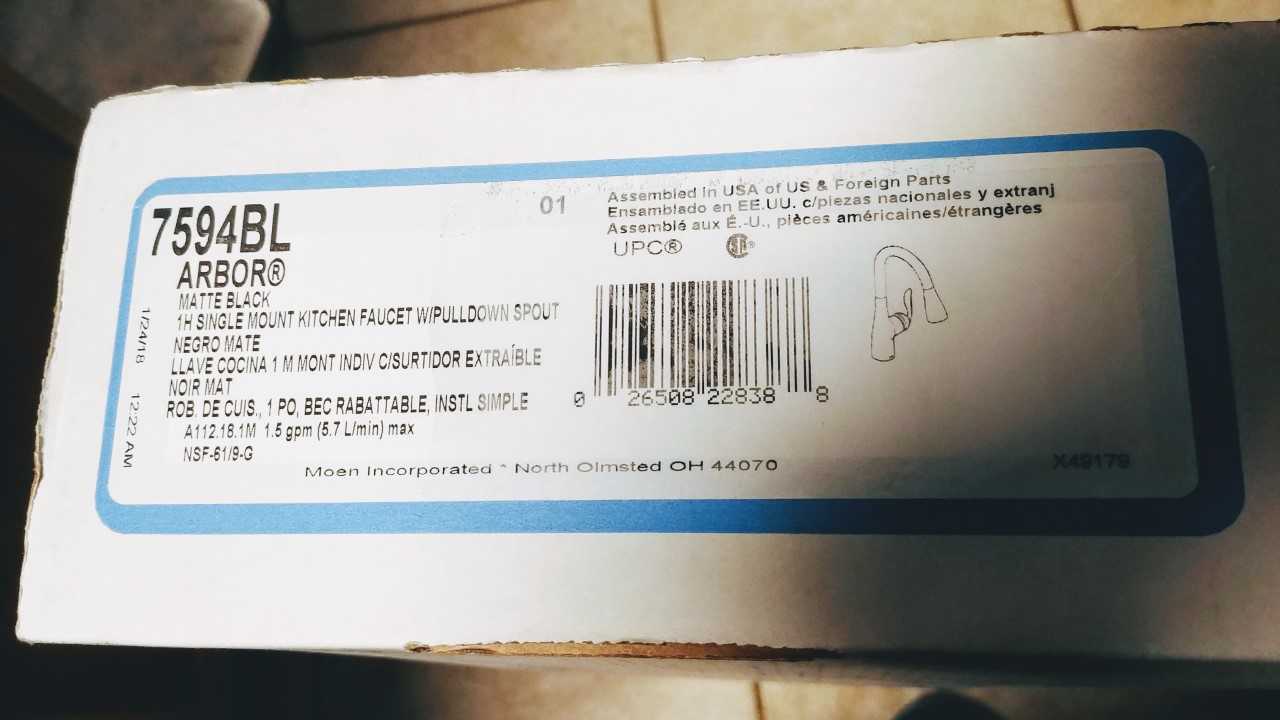 7594BL
ARBOR®
MATTE BLACK
1H SINGLE MOUNT KITCHEN FAUCET W/PULLDOWN SPOUT
NEGRO MATE
LLAVE COCINA 1 M MONT INDIV C/SURTIDOR EXTRAÍBLE
NOIR MAT
ROB. DE CUIS., 1 PO, BEC RABATTABLE, INSTL SIMPLE
A112.18.1M 1.5 gpm (5.7 L/min) max
NSF-61/9-G
1/24/18 12:22 AM
01
Assembled in USA of US & Foreign Parts
Ensamblado en EE.UU. c/piezas nacionales y extranj
Assemblé aux É.-U., pièces américaines/étrangères
UPC® SA®
0 26508 22838 8
Moen Incorporated * North Olmsted OH 44070
X49179